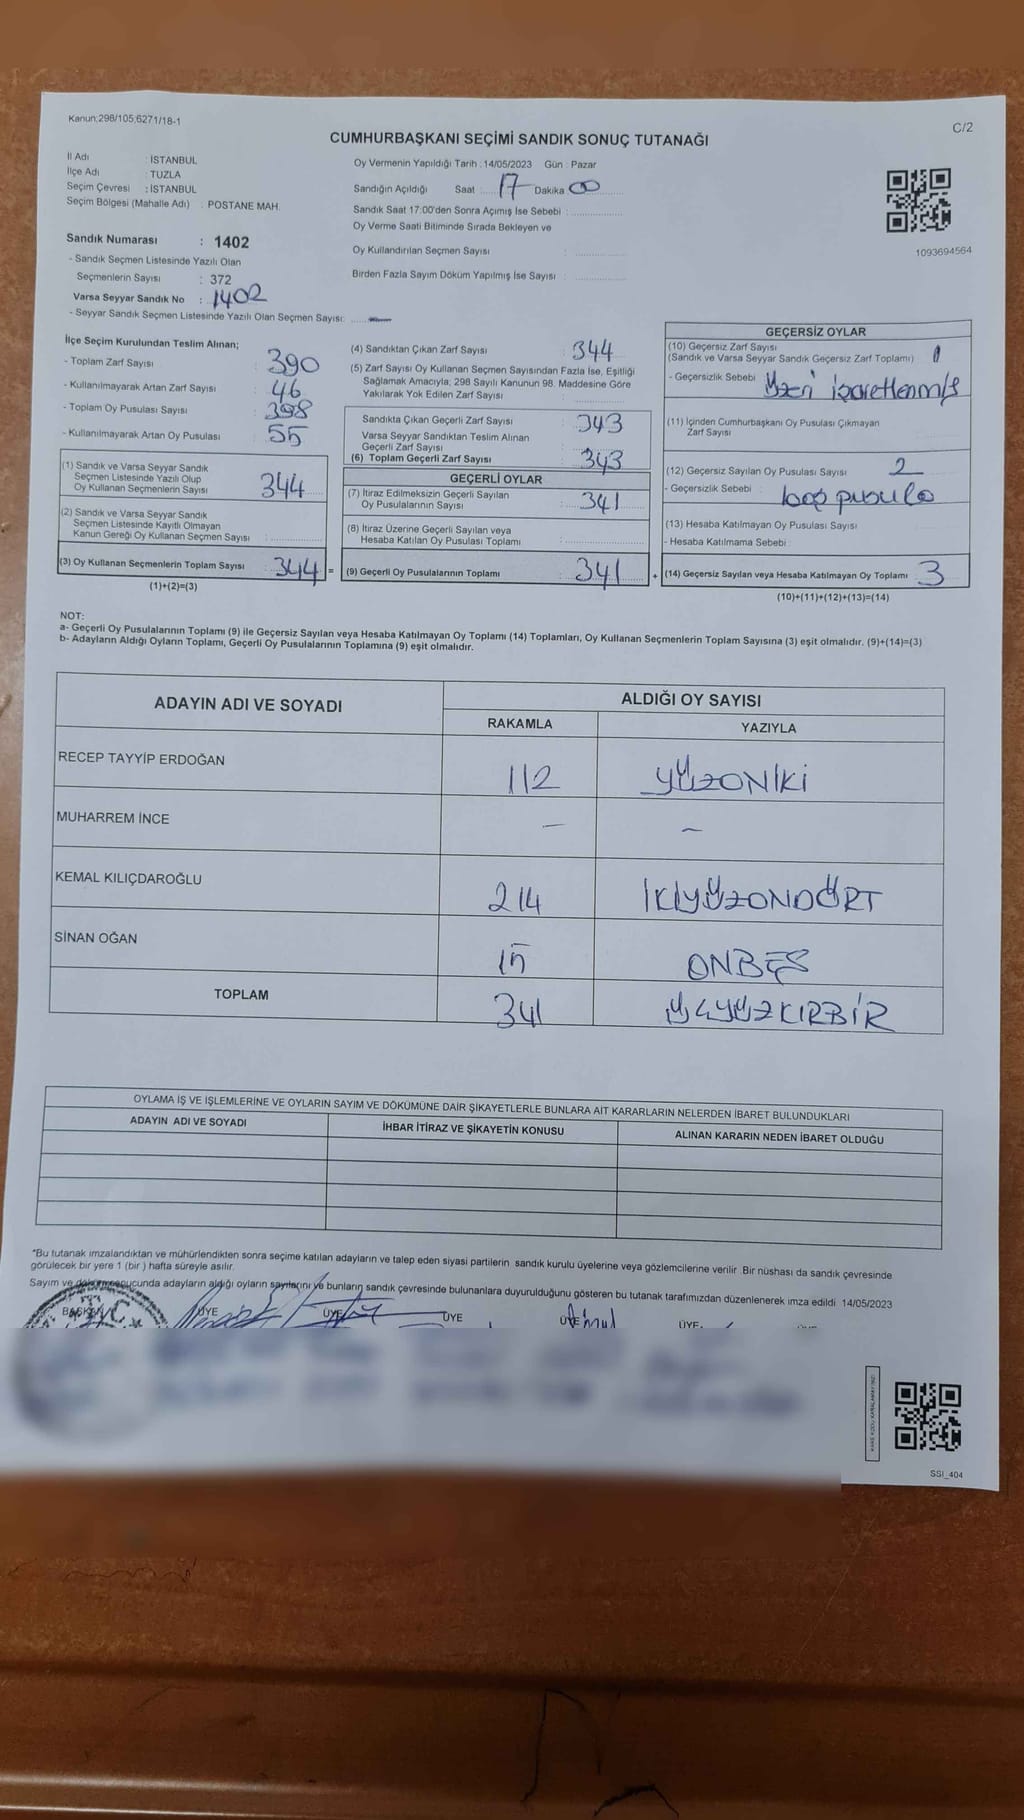 Kanun:298/105;6271/18-1
C/2
CUMHURBAŞKANI SEÇİMİ SANDIK SONUÇ TUTANAĞI
İl Adı : İSTANBUL
İlçe Adı : TUZLA
Seçim Çevresi : İSTANBUL
Seçim Bölgesi (Mahalle Adı) : POSTANE MAH.
Sandık Numarası : 1402
- Sandık Seçmen Listesinde Yazılı Olan
Seçmenlerin Sayısı : 372
Varsa Seyyar Sandık No : 1402
- Seyyar Sandık Seçmen Listesinde Yazılı Olan Seçmen Sayısı:
Oy Vermenin Yapıldığı Tarih : 14/05/2023 Gün : Pazar
Sandığın Açıldığı Saat : 17 Dakika 00
Sandık Saat 17:00'den Sonra Açımış İse Sebebi :
Oy Verme Saati Bitiminde Sırada Bekleyen ve
Oy Kullandırılan Seçmen Sayısı :
Birden Fazla Sayım Döküm Yapılmış İse Sayısı :
1093694564
İlçe Seçim Kurulundan Teslim Alınan;
- Toplam Zarf Sayısı : 390
- Kullanılmayarak Artan Zarf Sayısı : 46
- Toplam Oy Pusulası Sayısı : 398
- Kullanılmayarak Artan Oy Pusulası : 55
(1) Sandık ve Varsa Seyyar Sandık
Seçmen Listesinde Yazılı Olup
Oy Kullanan Seçmenlerin Sayısı : 344
(2) Sandık ve Varsa Seyyar Sandık
Seçmen Listesinde Kayıtlı Olmayan
Kanun Gereği Oy Kullanan Seçmen Sayısı :
(3) Oy Kullanan Seçmenlerin Toplam Sayısı : 344 =
(1)+(2)=(3)
(4) Sandıktan Çıkan Zarf Sayısı : 344
(5) Zarf Sayısı Oy Kullanan Seçmen Sayısından Fazla İse, Eşitliği
Sağlamak Amacıyla; 298 Sayılı Kanunun 98. Maddesine Göre
Yakılarak Yok Edilen Zarf Sayısı :
Sandıkta Çıkan Geçerli Zarf Sayısı : 343
Varsa Seyyar Sandıktan Teslim Alınan
Geçerli Zarf Sayısı :
(6) Toplam Geçerli Zarf Sayısı : 343
GEÇERLİ OYLAR
(7) İtiraz Edilmeksizin Geçerli Sayılan
Oy Pusulalarının Sayısı : 341
(8) İtiraz Üzerine Geçerli Sayılan veya
Hesaba Katılan Oy Pusulası Toplamı :
(9) Geçerli Oy Pusulalarının Toplamı : 341 +
GEÇERSİZ OYLAR
(10) Geçersiz Zarf Sayısı
(Sandık ve Varsa Seyyar Sandık Geçersiz Zarf Toplamı) : 1
- Geçersizlik Sebebi : Üzeri işaretlenmiş
(11) İçinden Cumhurbaşkanı Oy Pusulası Çıkmayan
Zarf Sayısı
(12) Geçersiz Sayılan Oy Pusulası Sayısı : 2
- Geçersizlik Sebebi : boş pusula
(13) Hesaba Katılmayan Oy Pusulası Sayısı :
- Hesaba Katılmama Sebebi :
(14) Geçersiz Sayılan veya Hesaba Katılmayan Oy Toplamı : 3
(10)+(11)+(12)+(13)=(14)
NOT:
a- Geçerli Oy Pusulalarının Toplamı (9) ile Geçersiz Sayılan veya Hesaba Katılmayan Oy Toplamı (14) Toplamları, Oy Kullanan Seçmenlerin Toplam Sayısına (3) eşit olmalıdır. (9)+(14)=(3)
b- Adayların Aldığı Oyların Toplamı, Geçerli Oy Pusulalarının Toplamına (9) eşit olmalıdır.
ADAYIN ADI VE SOYADI
ALDIĞI OY SAYISI
RAKAMLA YAZIYLA
RECEP TAYYİP ERDOĞAN 112 YÜZONİKİ
MUHARREM İNCE - -
KEMAL KILIÇDAROĞLU 214 İKİYÜZONDÖRT
SİNAN OĞAN 15 ONBEŞ
TOPLAM 341 ÜÇYÜZKIRBİR
OYLAMA İŞ VE İŞLEMLERİNE VE OYLARIN SAYIM VE DÖKÜMÜNE DAİR ŞİKAYETLERLE BUNLARA AİT KARARLARIN NELERDEN İBARET BULUNDUKLARI
ADAYIN ADI VE SOYADI İHBAR İTİRAZ VE ŞİKAYETİN KONUSU ALINAN KARARIN NEDEN İBARET OLDUĞU
*Bu tutanak imzalandıktan ve mühürlendikten sonra seçime katılan adayların ve talep eden siyasi partilerin sandık kurulu üyelerine veya gözlemcilerine verilir. Bir nüshası da sandık çevresinde
görülecek bir yere 1 (bir ) hafta süreyle asılır.
Sayım ve döküm sonucunda adayların aldığı oyların sayılarını ve bunların sandık çevresinde bulunanlara duyurulduğunu gösteren bu tutanak tarafımızdan düzenlenerek imza edildi 14/05/2023
BAŞKAN ÜYE ÜYE ÜYE ÜYE ÜYE
SSI_404